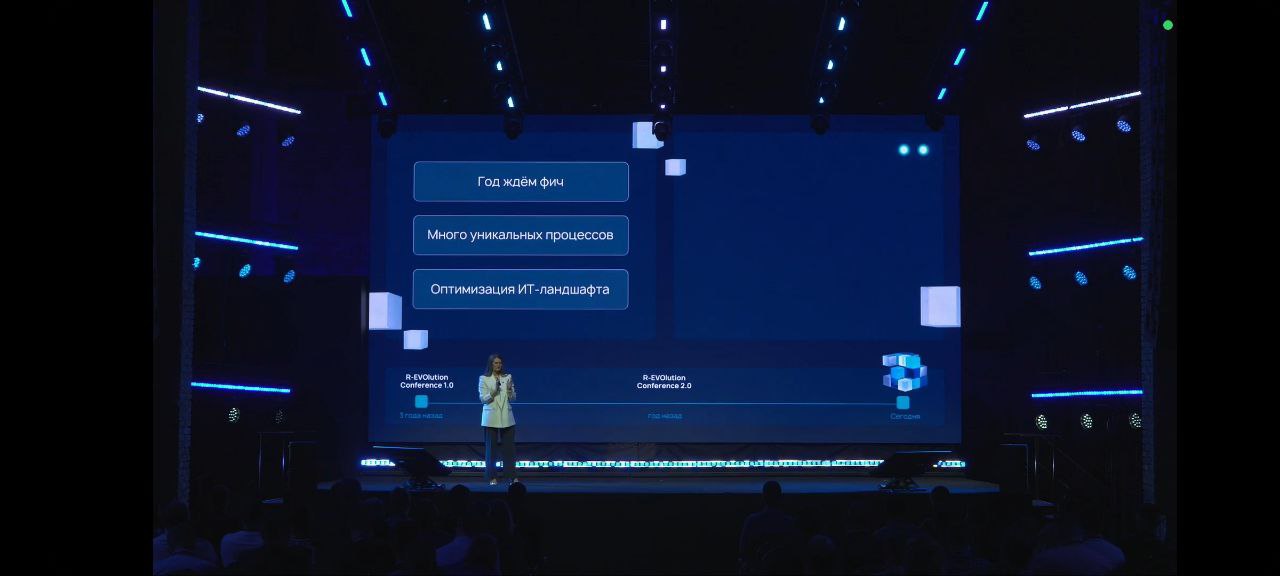 Год ждём фич
Много уникальных процессов
Оптимизация ИТ-ландшафта
R-EVOlution
Conference 1.0
R-EVOlution
Conference 2.0
3 года назад
год назад
Сегодня